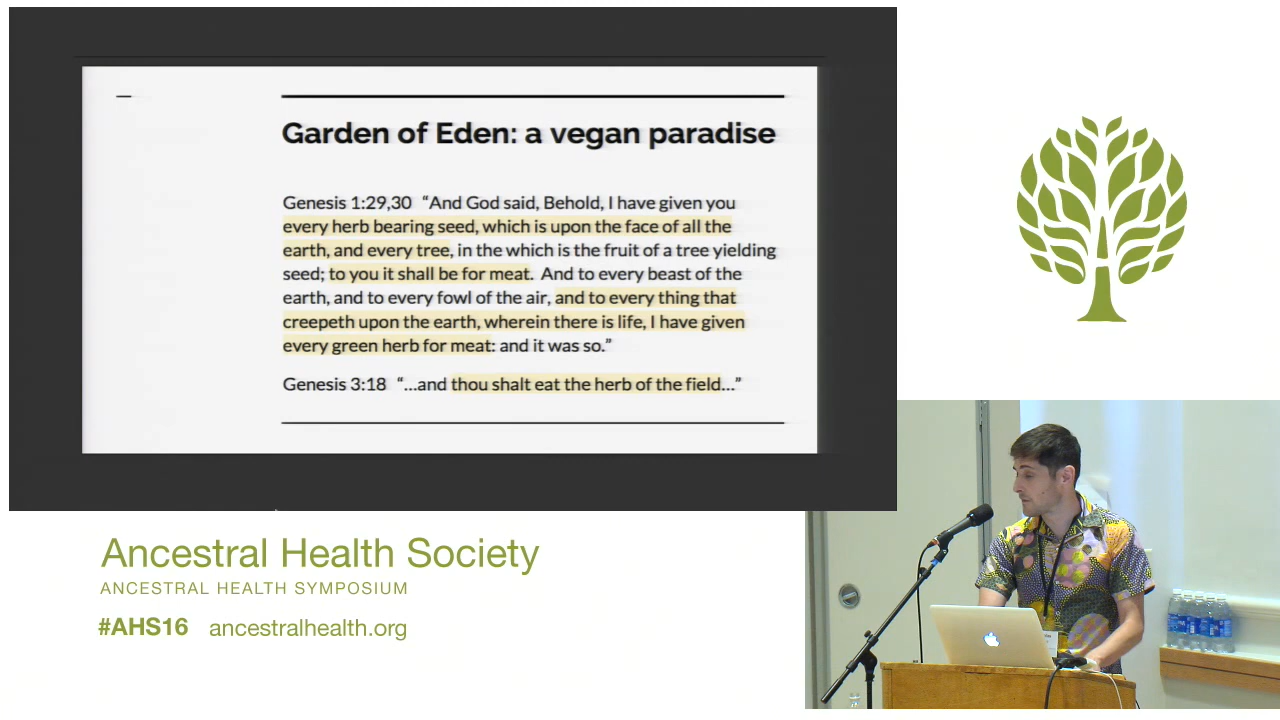 Garden of Eden: a vegan paradise
Genesis 1:29,30 “And God said, Behold, I have given you
every herb bearing seed, which is upon the face of all the
earth, and every tree, in the which is the fruit of a tree yielding
seed; to you it shall be for meat. And to every beast of the
earth, and to every fowl of the air, and to every thing that
creepeth upon the earth, wherein there is life, I have given
every green herb for meat: and it was so.”
Genesis 3:18 “...and thou shalt eat the herb of the field...”
Ancestral Health Society
ANCESTRAL HEALTH SYMPOSIUM
#AHS16 ancestralhealth.org